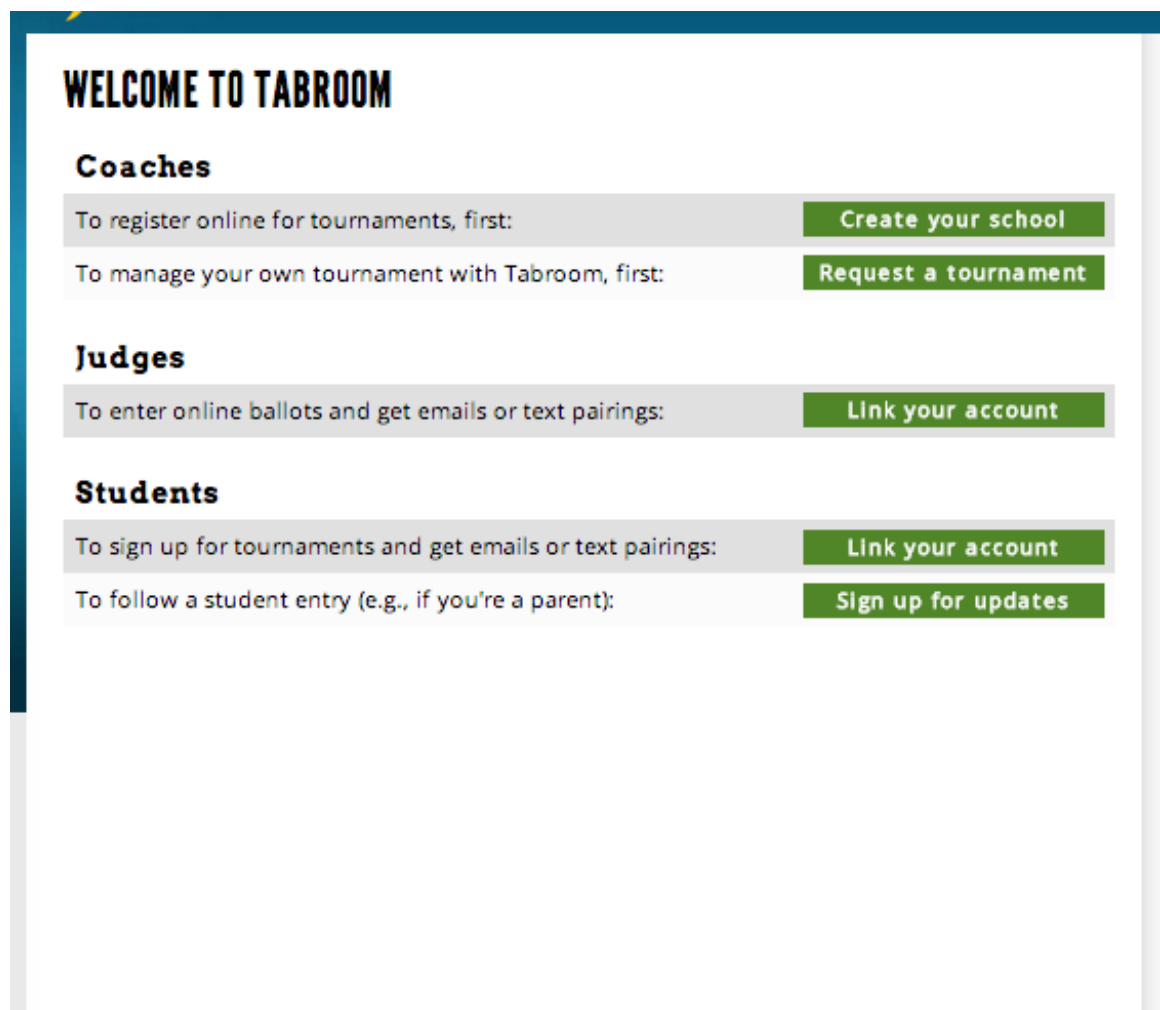 WELCOME TO TABROOM
Coaches
To register online for tournaments, first: Create your school
To manage your own tournament with Tabroom, first: Request a tournament
Judges
To enter online ballots and get emails or text pairings: Link your account
Students
To sign up for tournaments and get emails or text pairings: Link your account
To follow a student entry (e.g., if you're a parent): Sign up for updates